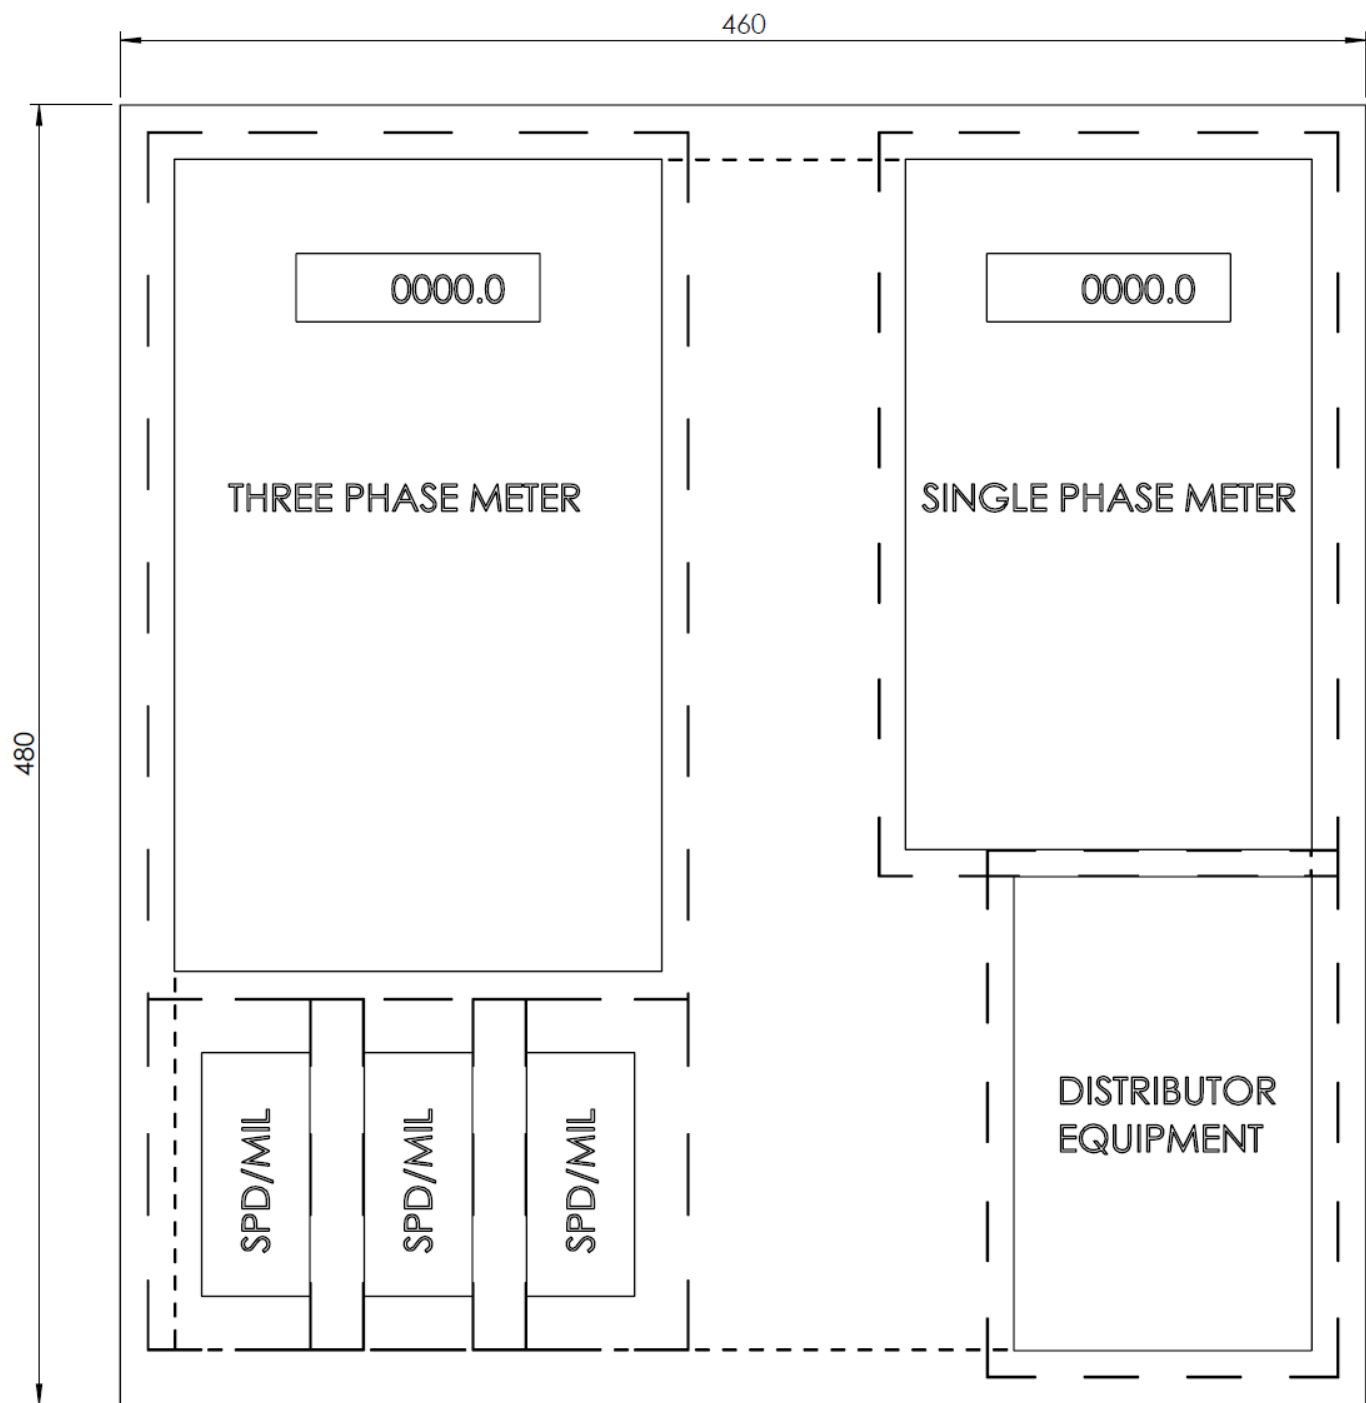 460
480
0000.0
0000.0
THREE PHASE METER
SINGLE PHASE METER
SPD/MIL
SPD/MIL
SPD/MIL
DISTRIBUTOR
EQUIPMENT